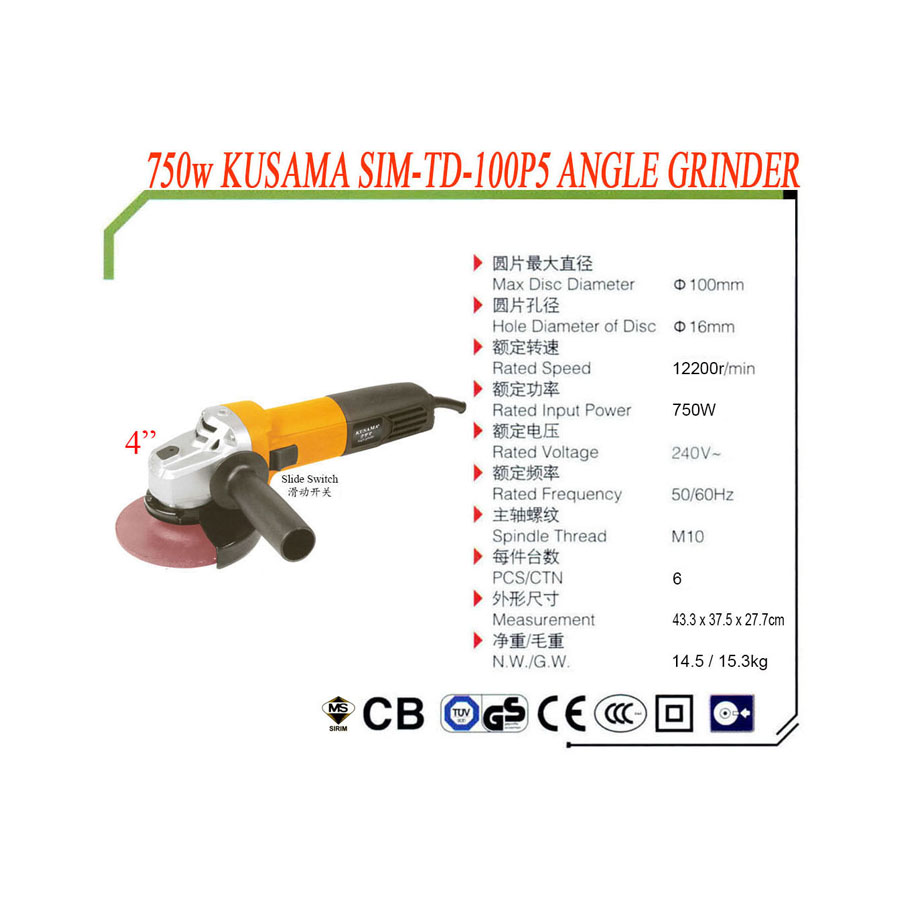 750w KUSAMA SIM-TD-100P5 ANGLE GRINDER
圆片最大直径
Max Disc Diameter Φ100mm
圆片孔径
Hole Diameter of Disc Φ16mm
额定转速
Rated Speed 12200r/min
额定功率
Rated Input Power 750W
额定电压
Rated Voltage 240V~
额定频率
Rated Frequency 50/60Hz
主轴螺纹
Spindle Thread M10
每件台数
PCS/CTN 6
外形尺寸
Measurement 43.3 x 37.5 x 27.7cm
净重/毛重
N.W./G.W. 14.5 / 15.3kg
4”
KUSAMA
Slide Switch
滑动开关
MS
SIRIM
CB
TUV
GS
CE
CCC